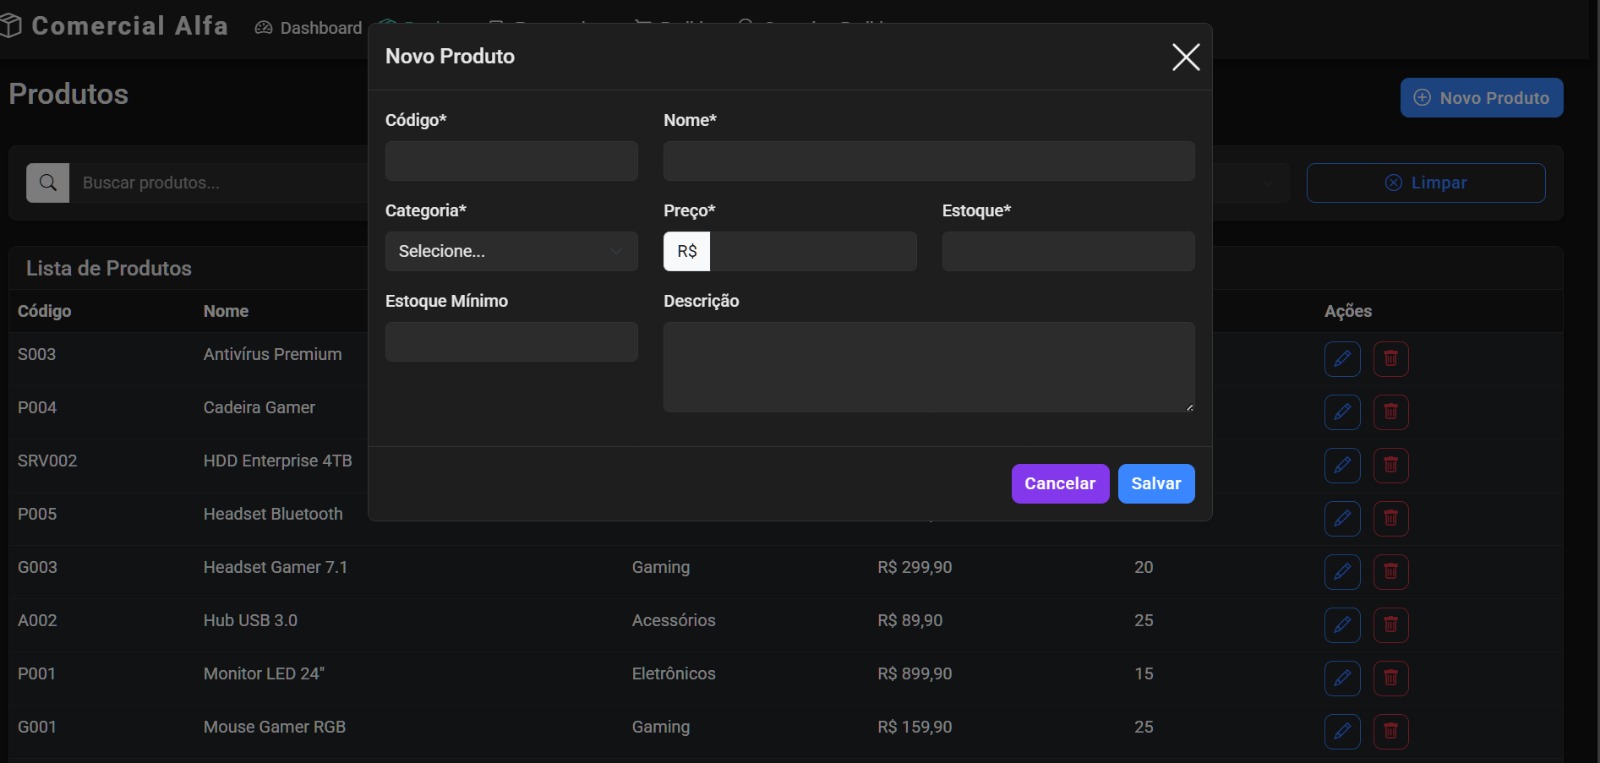 Comercial Alfa Dashboard
Novo Produto
Produtos
Novo Produto
Código* Nome*
Buscar produtos...
Limpar
Categoria* Preço* Estoque*
Selecione... R$
Lista de Produtos
Estoque Mínimo Descrição
Código Nome Ações
S003 Antivírus Premium
P004 Cadeira Gamer
SRV002 HDD Enterprise 4TB
Cancelar Salvar
P005 Headset Bluetooth
G003 Headset Gamer 7.1 Gaming R$ 299,90 20
A002 Hub USB 3.0 Acessórios R$ 89,90 25
P001 Monitor LED 24" Eletrônicos R$ 899,90 15
G001 Mouse Gamer RGB Gaming R$ 159,90 25